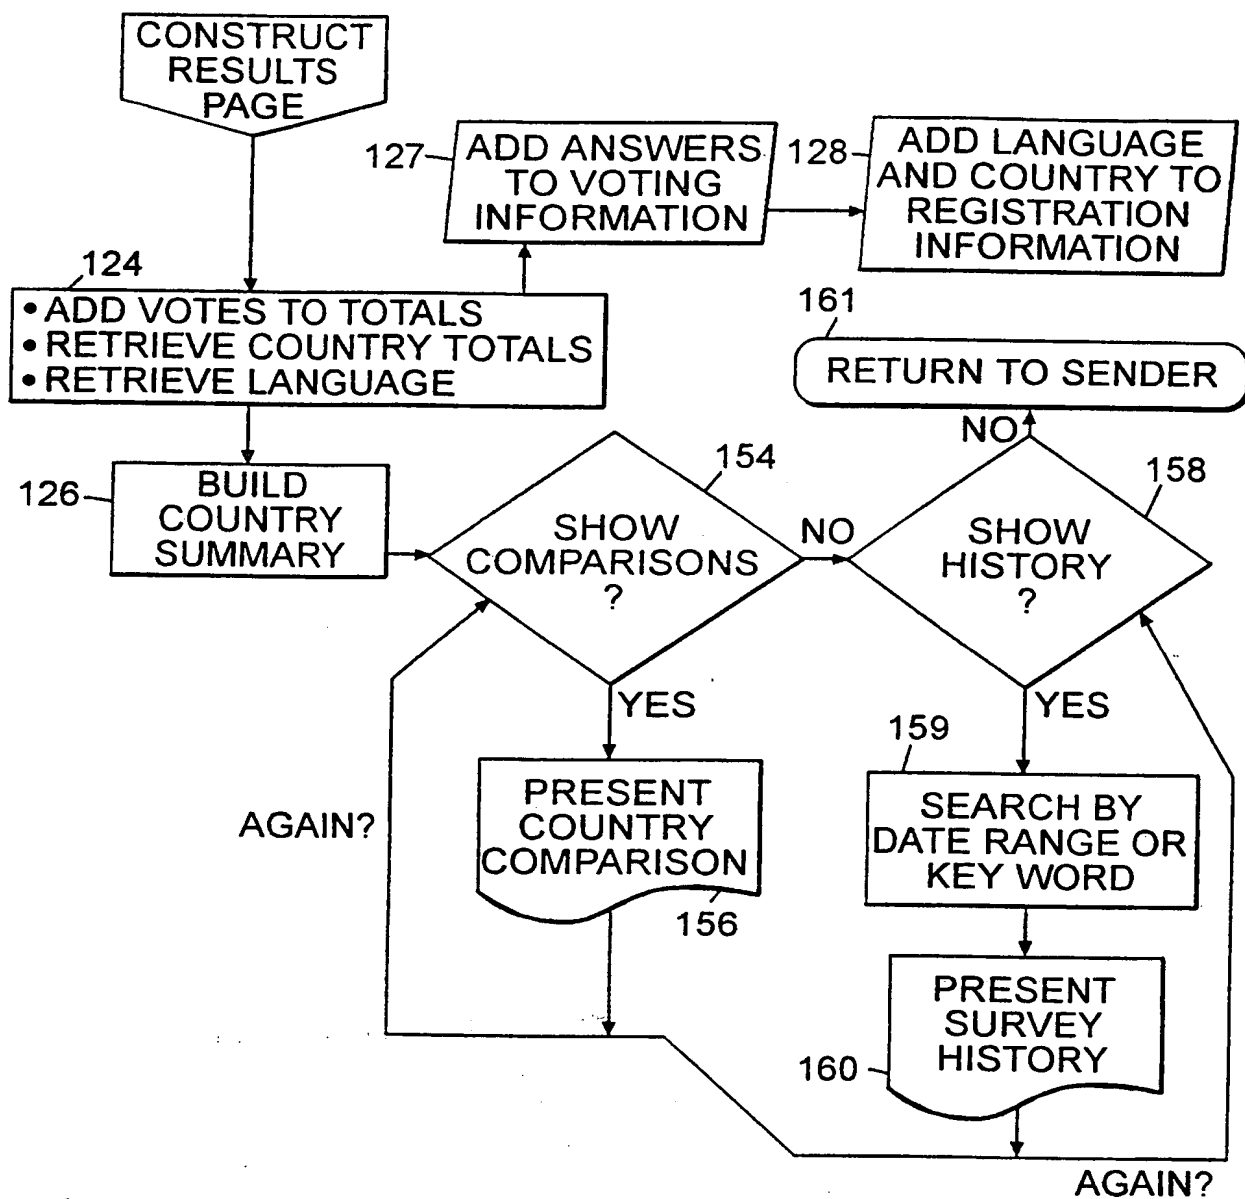 CONSTRUCT
RESULTS
PAGE
127
ADD ANSWERS
TO VOTING
INFORMATION
128
ADD LANGUAGE
AND COUNTRY TO
REGISTRATION
INFORMATION
124
• ADD VOTES TO TOTALS
• RETRIEVE COUNTRY TOTALS
• RETRIEVE LANGUAGE
161
RETURN TO SENDER
NO
126
BUILD
COUNTRY
SUMMARY
154
SHOW
COMPARISONS
?
NO
158
SHOW
HISTORY
?
YES
YES
AGAIN?
PRESENT
COUNTRY
COMPARISON
156
159
SEARCH BY
DATE RANGE OR
KEY WORD
PRESENT
SURVEY
HISTORY
160
AGAIN?